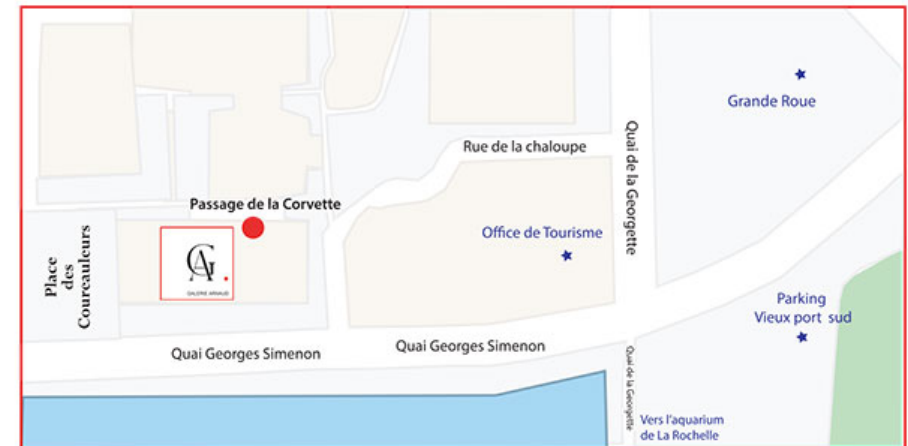 Grande Roue
Rue de la chaloupe
Quai de la Georgette
Passage de la Corvette
Office de Tourisme
Place
des
Coureauleurs
GA
GALERIE ARNAUD
Parking
Vieux port sud
Quai Georges Simenon
Quai Georges Simenon
Quai de la Georgette
Vers l'aquarium
de La Rochelle